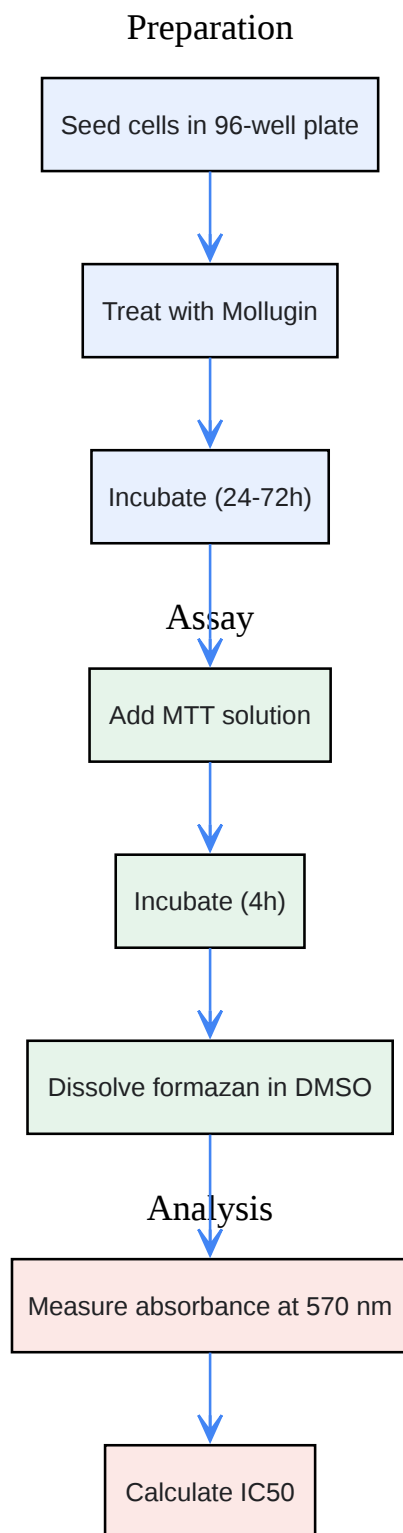 Preparation
Seed cells in 96-well plate
Treat with Mollugin
Incubate (24-72h)
Assay
Add MTT solution
Incubate (4h)
Dissolve formazan in DMSO
Analysis
Measure absorbance at 570 nm
Calculate IC50